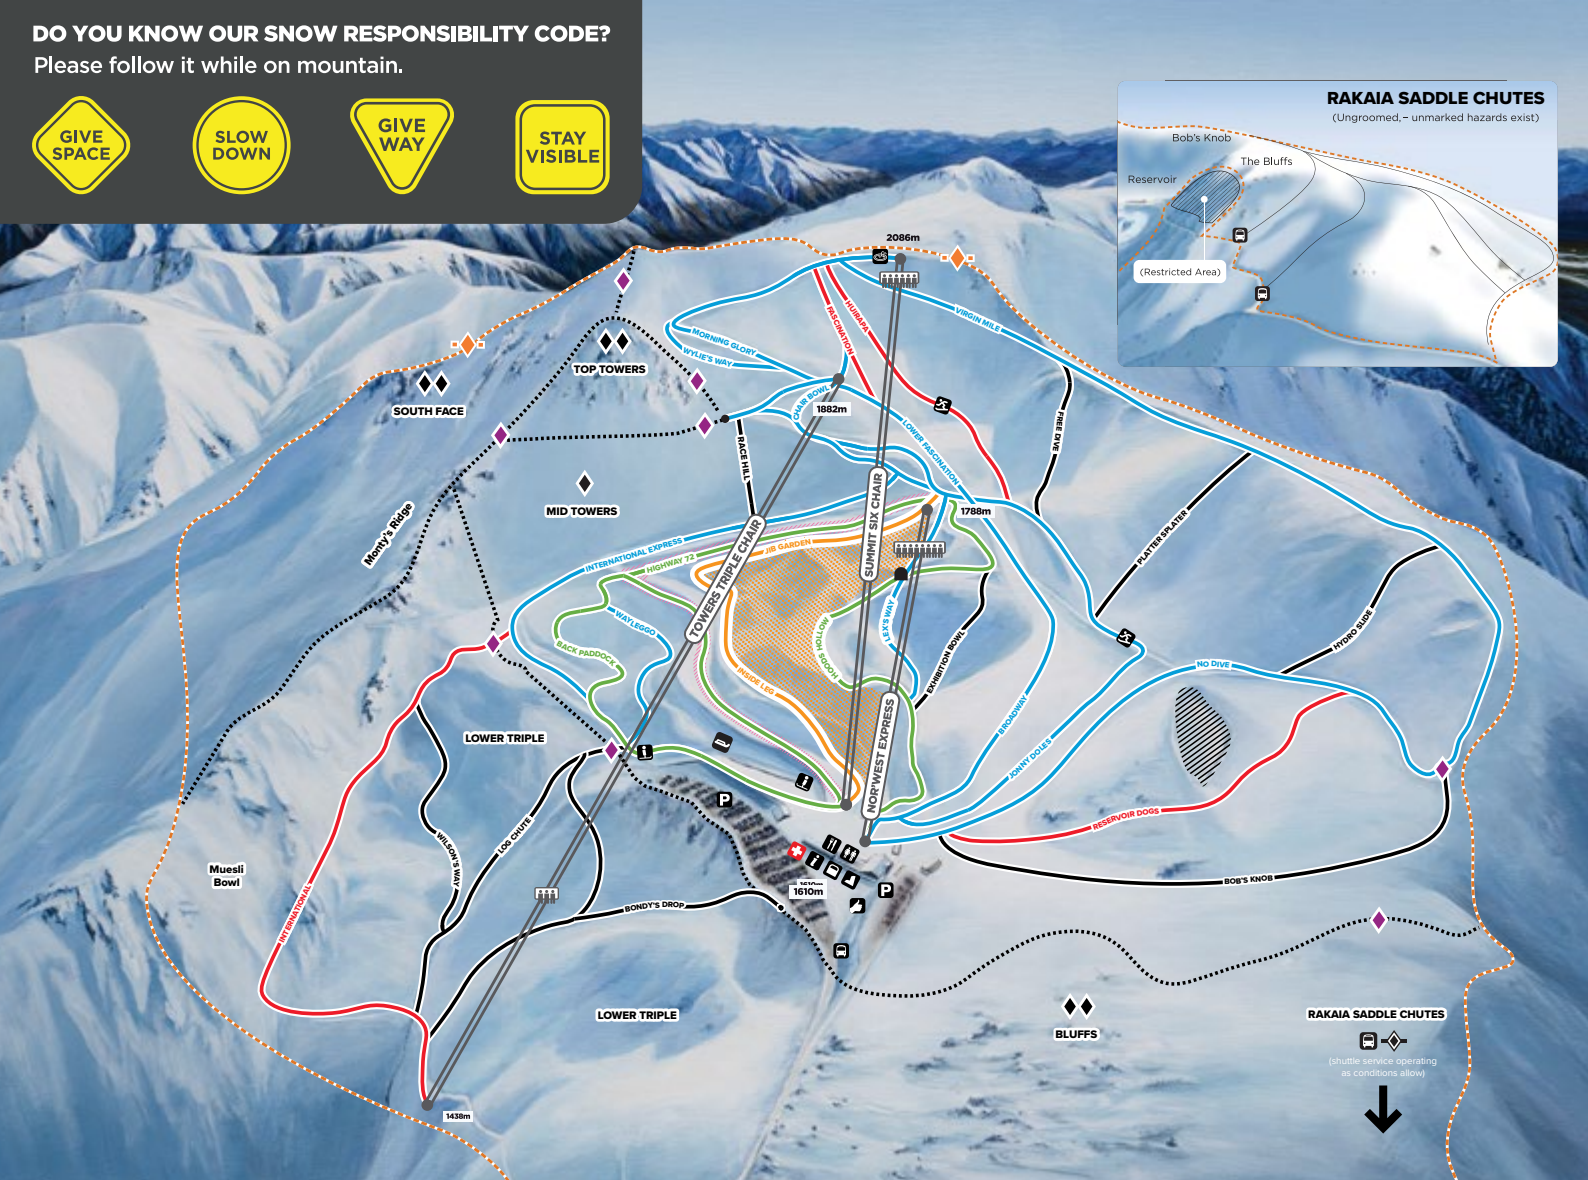 DO YOU KNOW OUR SNOW RESPONSIBILITY CODE?
Please follow it while on mountain.
GIVE
SPACE
SLOW
DOWN
GIVE
WAY
STAY
VISIBLE
RAKAIA SADDLE CHUTES
(Ungroomed,– unmarked hazards exist)
Bob's Knob
The Bluffs
Reservoir
(Restricted Area)
2086m
VIRGIN MILE
HUIRAPA
FASCINATION
MORNING GLORY
WYLIE'S WAY
TOP TOWERS
SOUTH FACE
CHAIR BOWL
1882m
LOWER FASCINATION
FREE DIVE
RACE HILL
MID TOWERS
Monty's Ridge
SUMMIT SIX CHAIR
1788m
PLATTER SPLATER
INTERNATIONAL EXPRESS
HIGHWAY 72
JIB GARDEN
TOWERS TRIPLE CHAIR
WAYLEGGO
BACK PADDOCK
HOODS HOLLOW
LEX'S WAY
EXHIBITION BOWL
HYDRO SLIDE
NO DIVE
INSIDE LEG
BROADWAY
JONNY DOLES
NOR'WEST EXPRESS
LOWER TRIPLE
P
RESERVOIR DOGS
WILSON'S WAY
LOG CHUTE
Muesli
Bowl
INTERNATIONAL
1610m
1610m
P
BOB'S KNOB
BONDY'S DROP
LOWER TRIPLE
BLUFFS
RAKAIA SADDLE CHUTES
(shuttle service operating
as conditions allow)
1438m